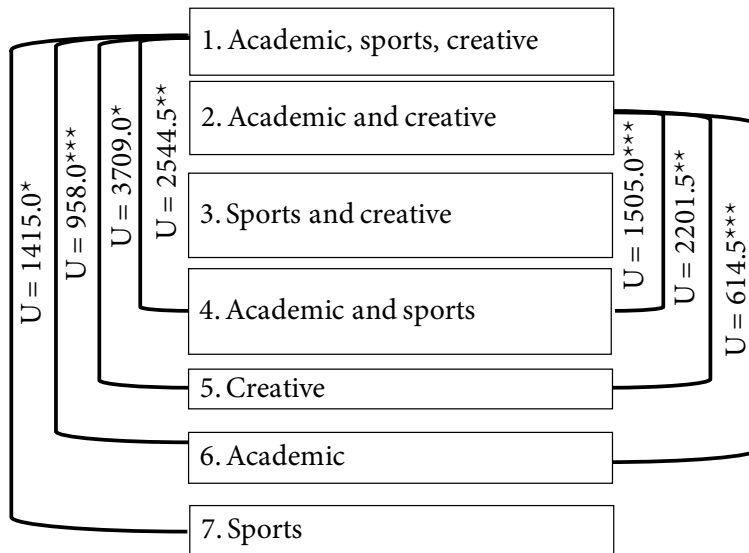 1. Academic, sports, creative
2. Academic and creative
3. Sports and creative
4. Academic and sports
5. Creative
6. Academic
7. Sports
U = 1415.0*
U = 958.0***
U = 3709.0*
U = 2544.5**
U = 1505.0***
U = 2201.5**
U = 614.5***